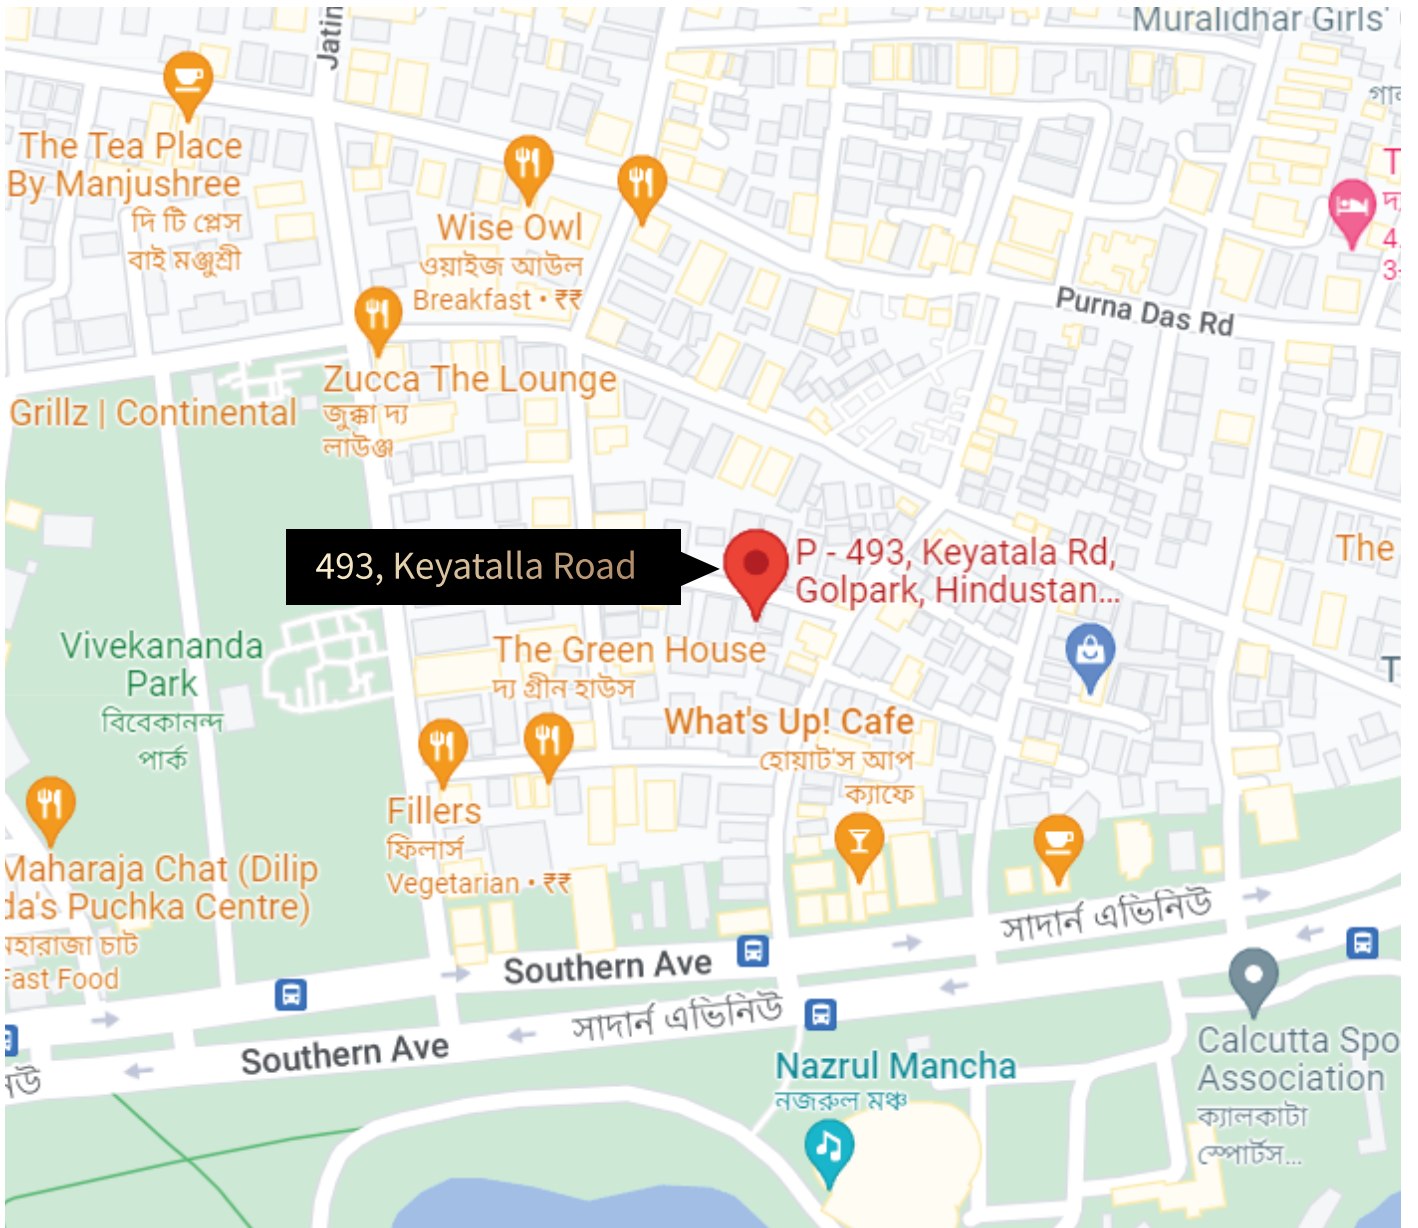 Muralidhar Girls'
Jatin
The Tea Place
By Manjushree
দি টি প্লেস
বাই মঞ্জুশ্রী
Wise Owl
ওয়াইজ আউল
Breakfast • ₹₹
T
4.
3-
Purna Das Rd
Zucca The Lounge
জুক্কা দ্য
লাউঞ্জ
Grillz | Continental
493, Keyatalla Road
P - 493, Keyatala Rd,
Golpark, Hindustan...
The
Vivekananda
Park
বিবেকানন্দ
পার্ক
The Green House
দ্য গ্রীন হাউস
T
What's Up! Cafe
হোয়াট'স আপ
ক্যাফে
Fillers
ফিলার্স
Vegetarian • ₹₹
Maharaja Chat (Dilip
da's Puchka Centre)
মহারাজা চাট
Fast Food
সাদার্ন এভিনিউ
Southern Ave
সাদার্ন এভিনিউ
Southern Ave
নিউ
Nazrul Mancha
নজরুল মঞ্চ
Calcutta Spo
Association
ক্যালকাটা
স্পোর্টস...